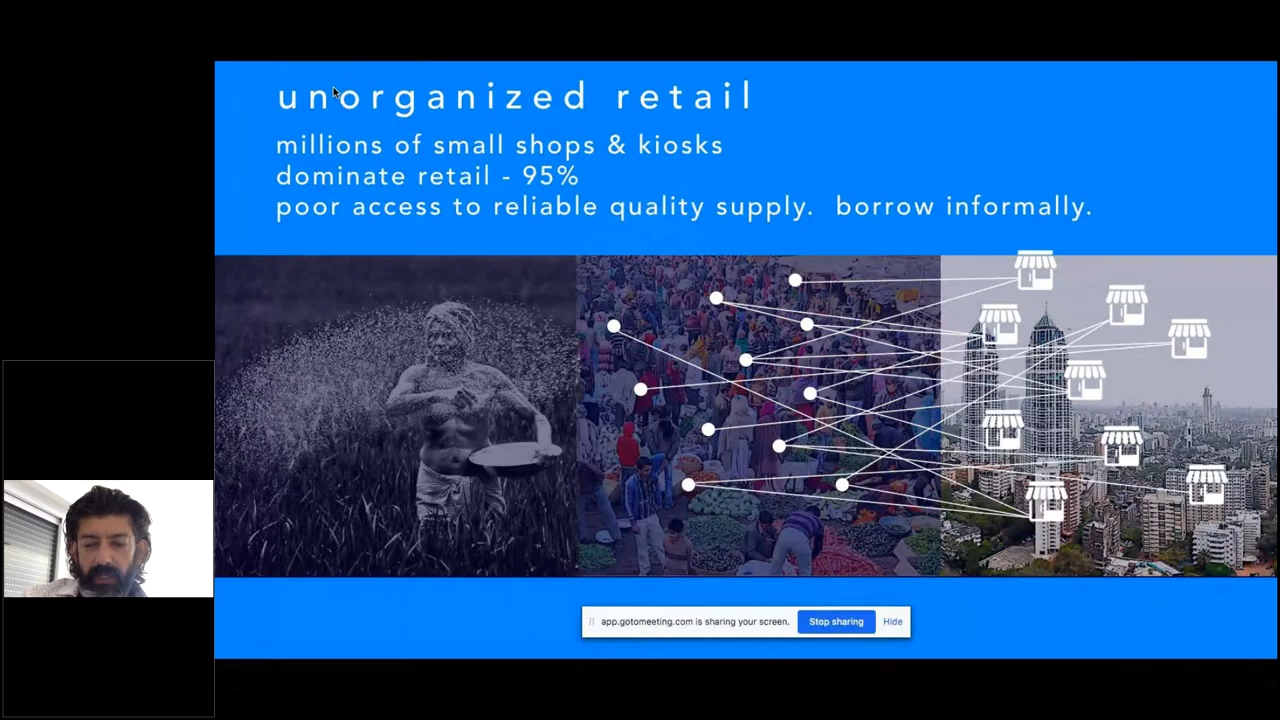 unorganized retail
millions of small shops & kiosks
dominate retail - 95%
poor access to reliable quality supply. borrow informally.
app.gotomeeting.com is sharing your screen. Stop sharing Hide